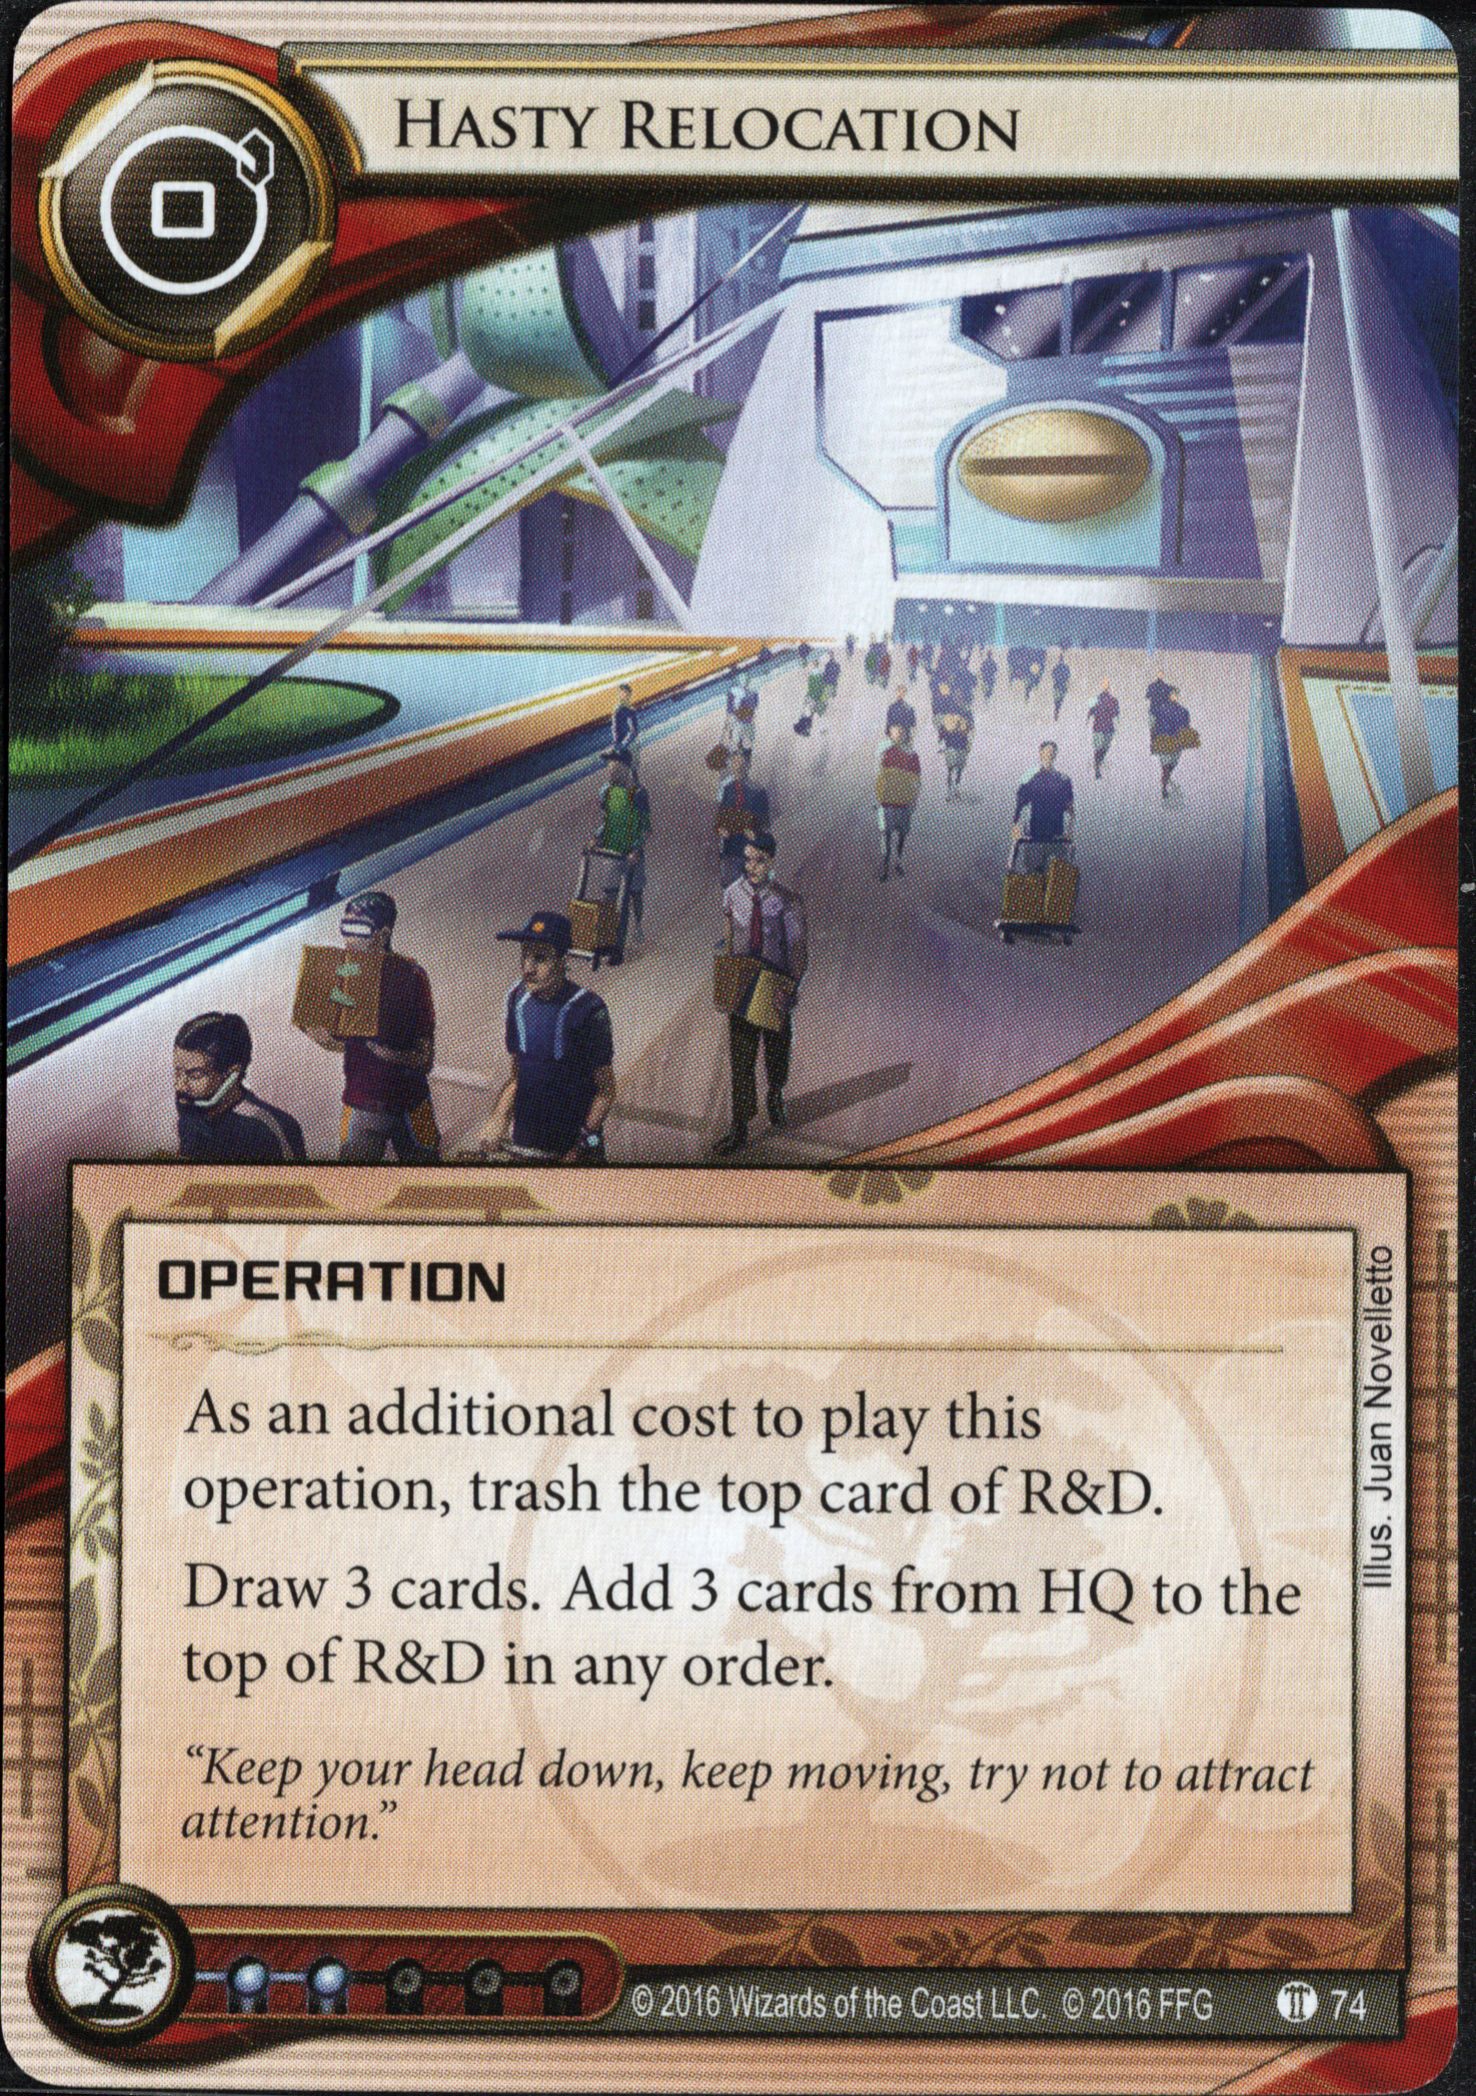 0
HASTY RELOCATION
OPERATION
As an additional cost to play this
operation, trash the top card of R&D.
Draw 3 cards. Add 3 cards from HQ to the
top of R&D in any order.
“Keep your head down, keep moving, try not to attract
attention.”
Illus. Juan Novelletto
© 2016 Wizards of the Coast LLC. © 2016 FFG
74